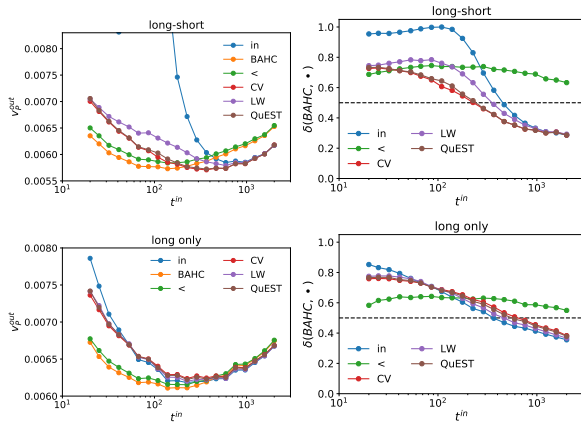 long-short
0.0080
0.0075
0.0070
0.0065
0.0060
0.0055
v_P^out
in
BAHC
<
CV
LW
QuEST
10^1
10^2
10^3
t^in
long-short
1.0
0.8
0.6
0.4
0.2
0.0
δ(BAHC, •)
in
<
CV
LW
QuEST
10^1
10^2
10^3
t^in
long only
0.0080
0.0075
0.0070
0.0065
0.0060
v_P^out
in
BAHC
<
CV
LW
QuEST
10^1
10^2
10^3
t^in
long only
1.0
0.8
0.6
0.4
0.2
0.0
δ(BAHC, •)
in
<
CV
LW
QuEST
10^1
10^2
10^3
t^in